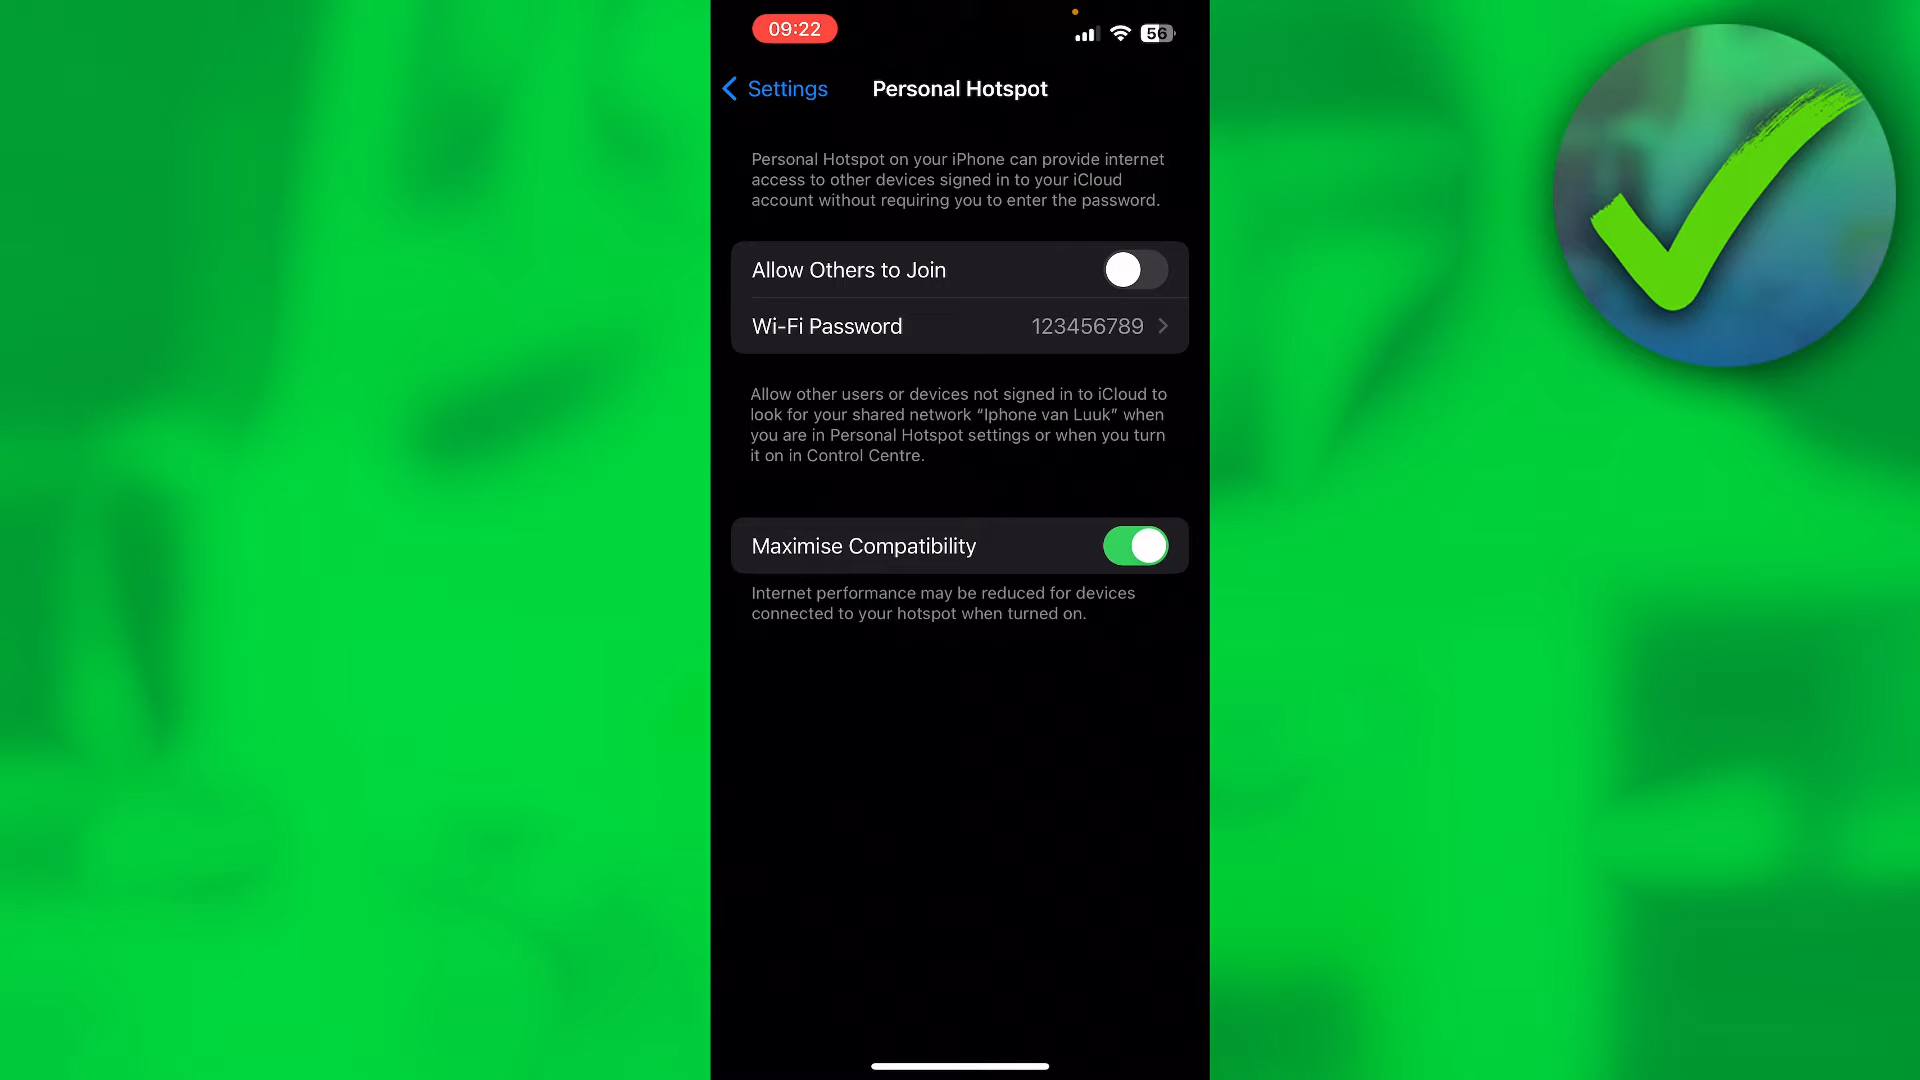 09:22
56
Settings
Personal Hotspot
Personal Hotspot on your iPhone can provide internet
access to other devices signed in to your iCloud
account without requiring you to enter the password.
Allow Others to Join
Wi-Fi Password 123456789
Allow other users or devices not signed in to iCloud to
look for your shared network “Iphone van Luuk” when
you are in Personal Hotspot settings or when you turn
it on in Control Centre.
Maximise Compatibility
Internet performance may be reduced for devices
connected to your hotspot when turned on.